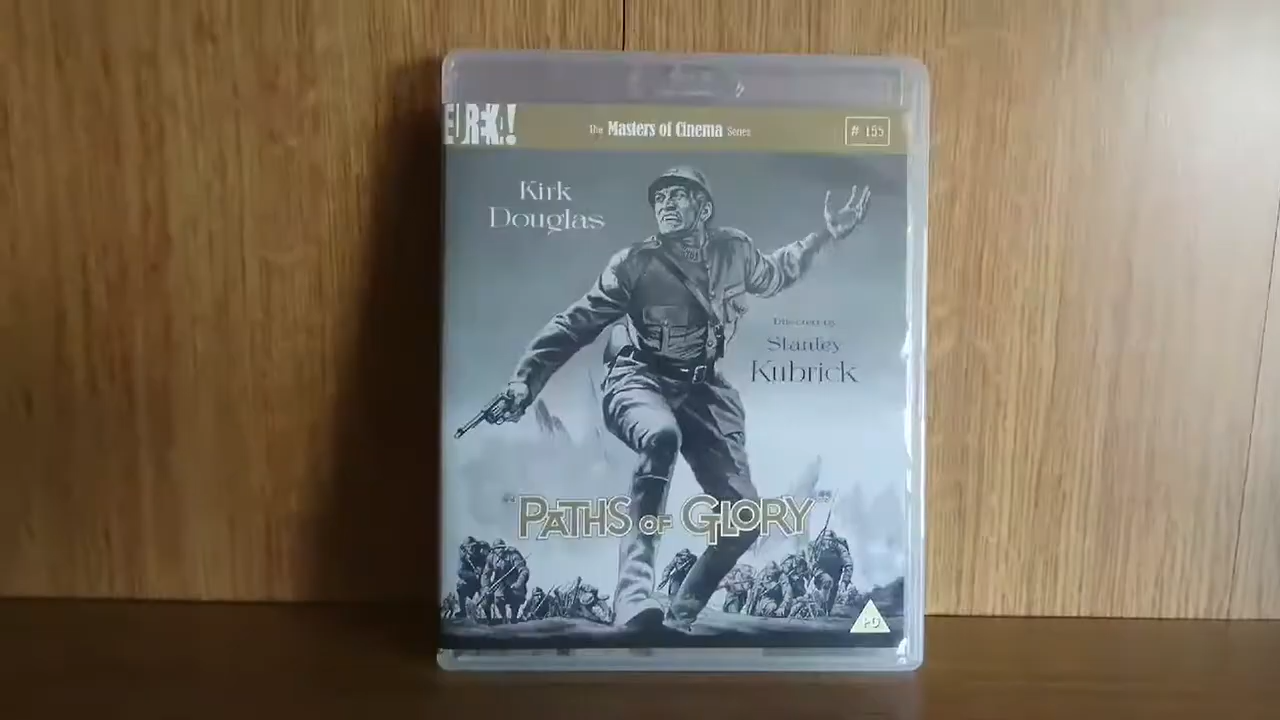 EUREKA!
The Masters of Cinema Series
# 155
Kirk
Douglas
Directed by
Stanley
Kubrick
"PATHS OF GLORY"
PG